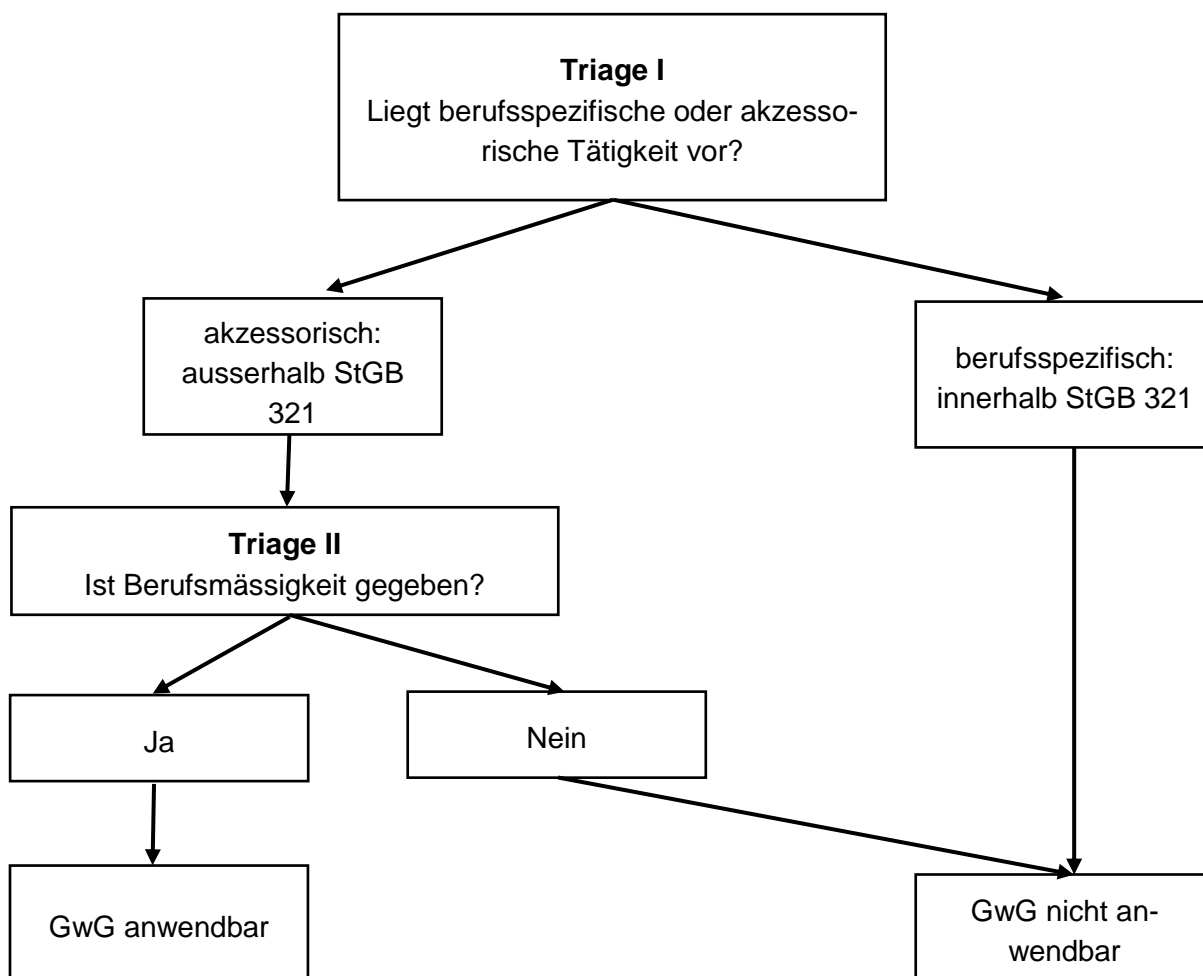 Triage I
Liegt berufsspezifische oder akzesso-
rische Tätigkeit vor?
akzessorisch:
ausserhalb StGB
321
berufsspezifisch:
innerhalb StGB 321
Triage II
Ist Berufsmässigkeit gegeben?
Ja
Nein
GwG anwendbar
GwG nicht an-
wendbar